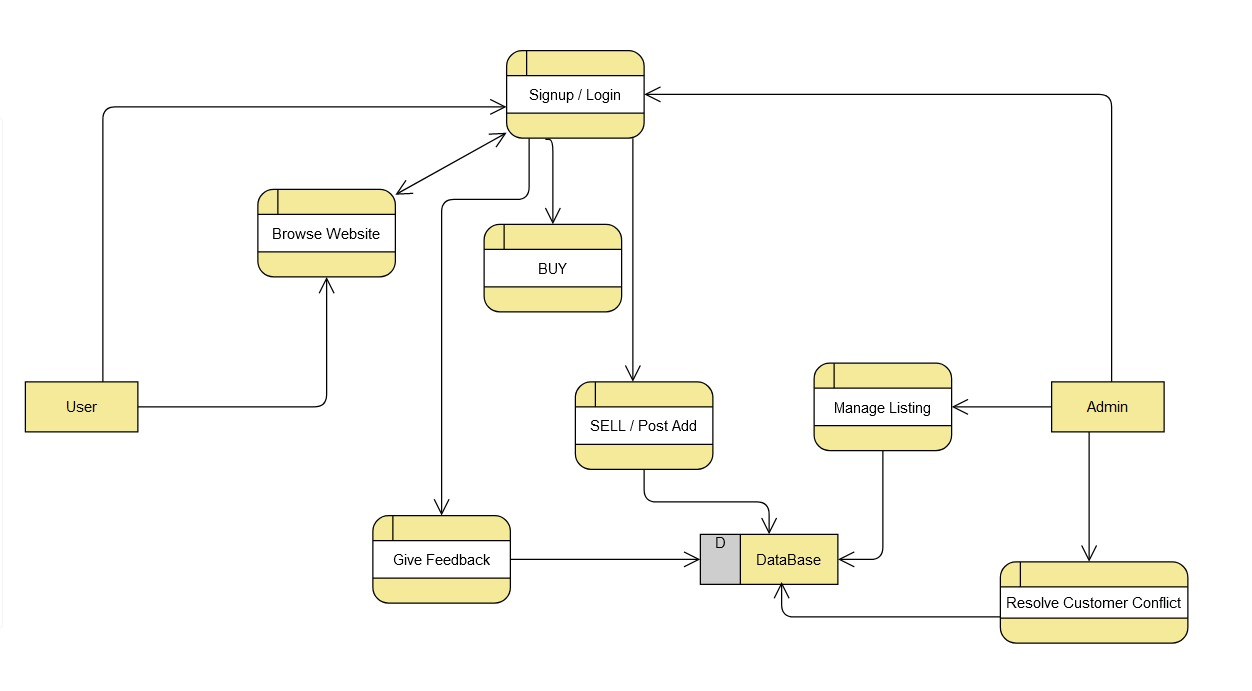 Signup / Login
Browse Website
BUY
User
SELL / Post Add
Manage Listing
Admin
D
DataBase
Give Feedback
Resolve Customer Conflict